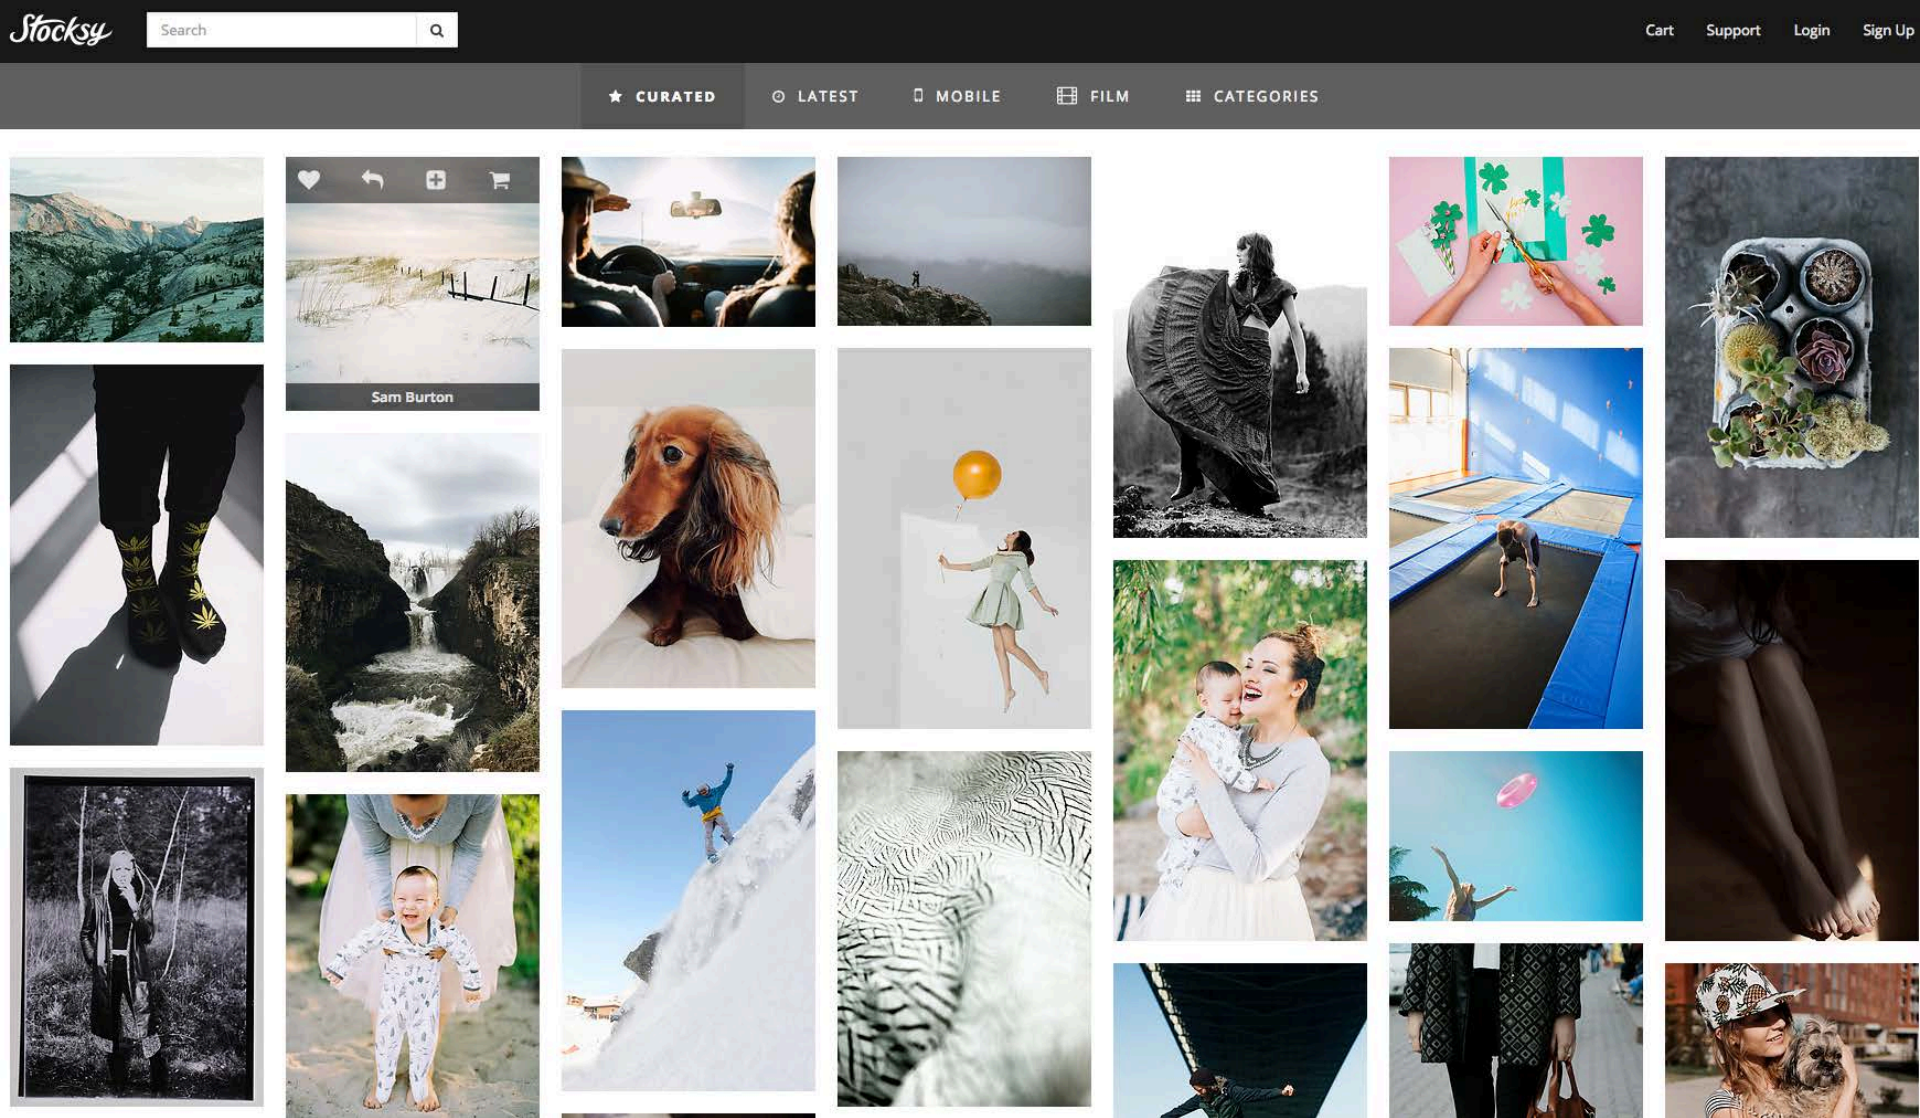 Stocksy
Search
Cart
Support
Login
Sign Up
CURATED
LATEST
MOBILE
FILM
CATEGORIES
Sam Burton